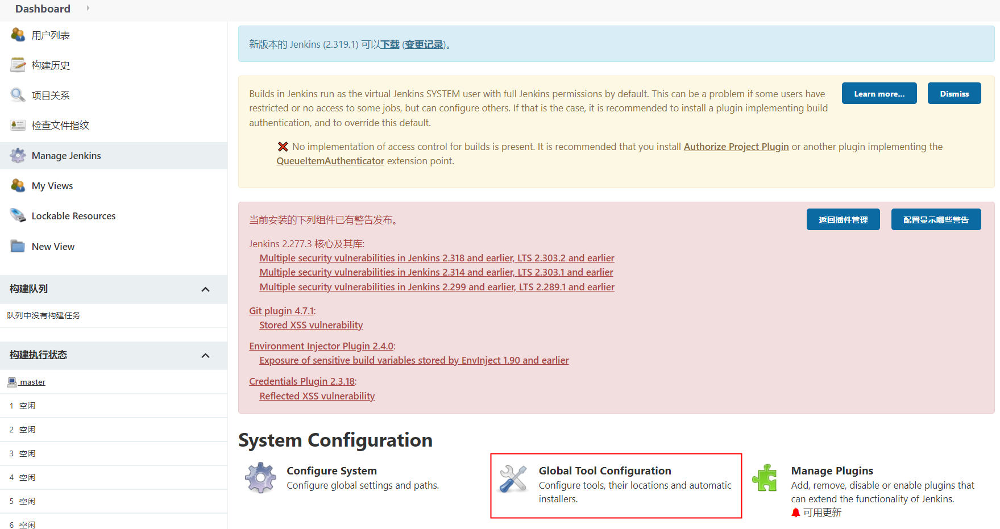 Dashboard
用户列表
构建历史
项目关系
检查文件指纹
Manage Jenkins
My Views
Lockable Resources
New View
构建队列
队列中没有构建任务
构建执行状态
master
1 空闲
2 空闲
3 空闲
4 空闲
5 空闲
6 空闲
新版本的 Jenkins (2.319.1) 可以下载 (变更记录)。
Builds in Jenkins run as the virtual Jenkins SYSTEM user with full Jenkins permissions by default. This can be a problem if some users have
restricted or no access to some jobs, but can configure others. If that is the case, it is recommended to install a plugin implementing build
authentication, and to override this default.
Learn more...
Dismiss
No implementation of access control for builds is present. It is recommended that you install Authorize Project Plugin or another plugin implementing the
QueueItemAuthenticator extension point.
当前安装的下列组件已有警告发布。
返回插件管理
配置显示哪些警告
Jenkins 2.277.3 核心及其库:
Multiple security vulnerabilities in Jenkins 2.318 and earlier, LTS 2.303.2 and earlier
Multiple security vulnerabilities in Jenkins 2.314 and earlier, LTS 2.303.1 and earlier
Multiple security vulnerabilities in Jenkins 2.299 and earlier, LTS 2.289.1 and earlier
Git plugin 4.7.1:
Stored XSS vulnerability
Environment Injector Plugin 2.4.0:
Exposure of sensitive build variables stored by EnvInject 1.90 and earlier
Credentials Plugin 2.3.18:
Reflected XSS vulnerability
System Configuration
Configure System
Configure global settings and paths.
Global Tool Configuration
Configure tools, their locations and automatic
installers.
Manage Plugins
Add, remove, disable or enable plugins that
can extend the functionality of Jenkins.
可用更新